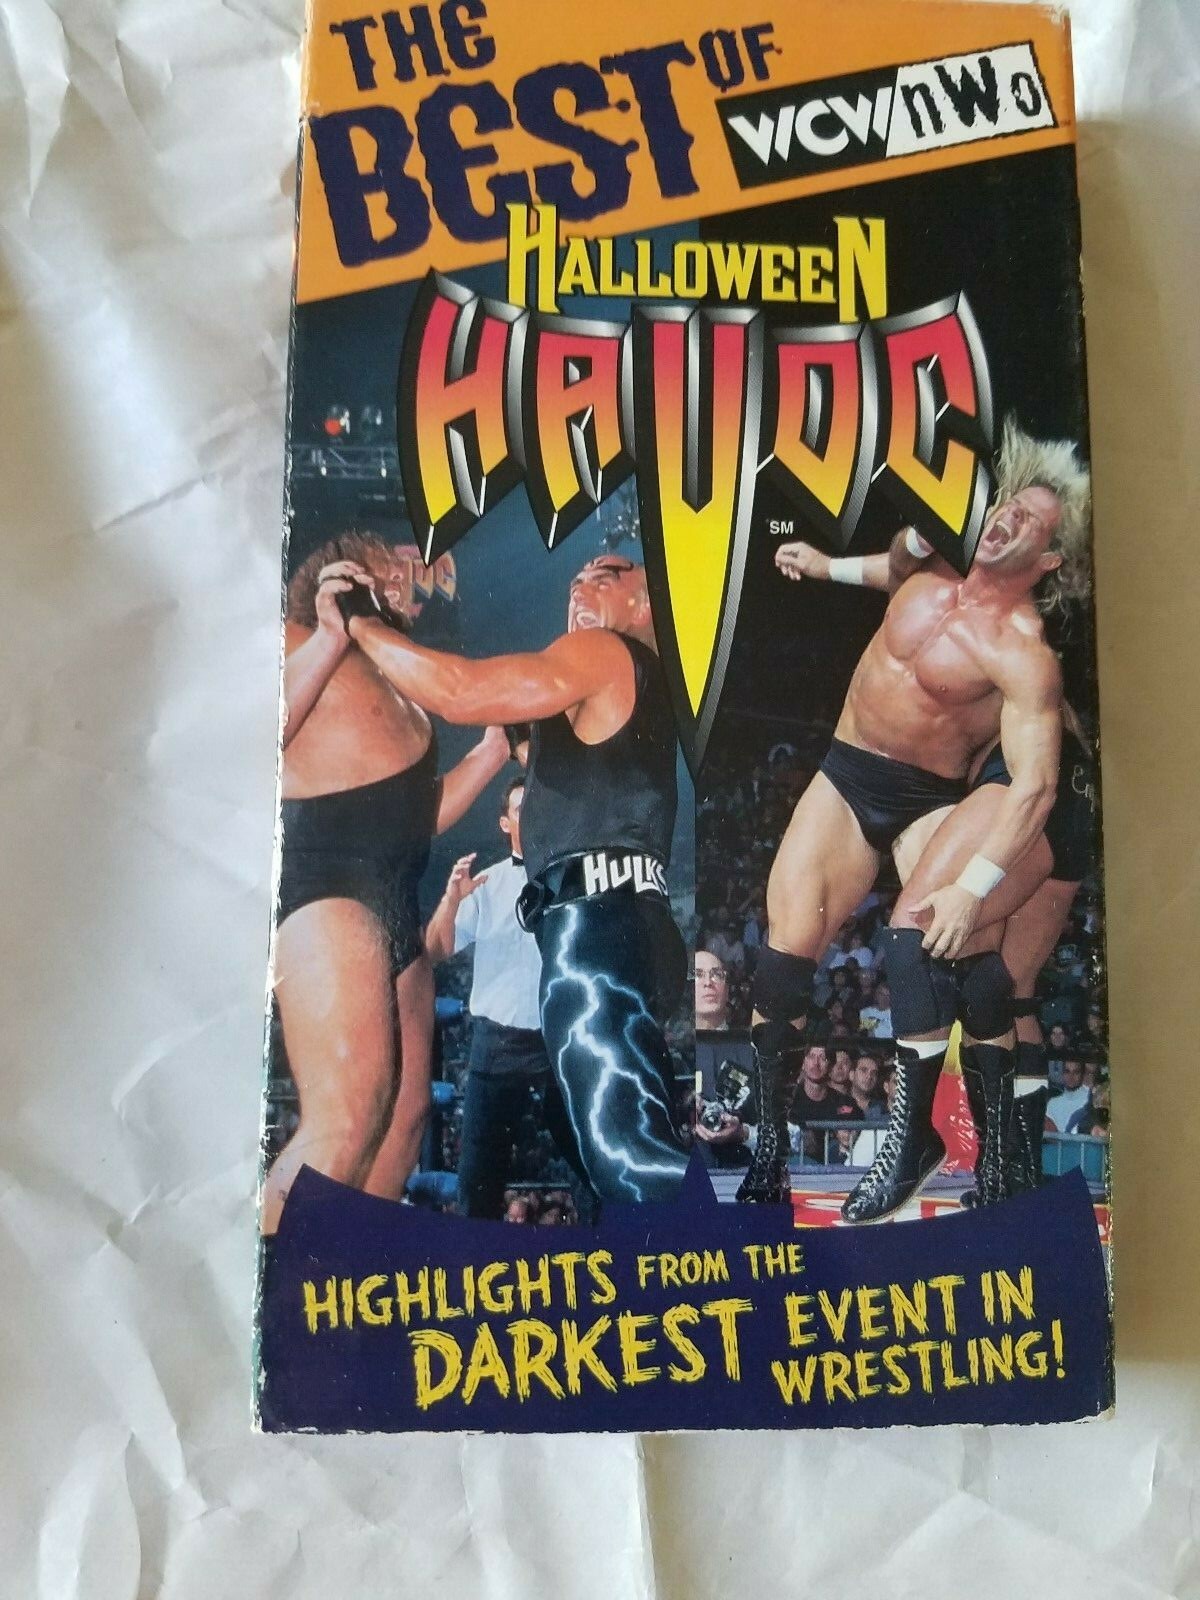 THE
BEST OF
WCW/nWo
HALLOWEEN
HAVOC
SM
HULK
HIGHLIGHTS FROM THE
DARKEST EVENT IN
WRESTLING!